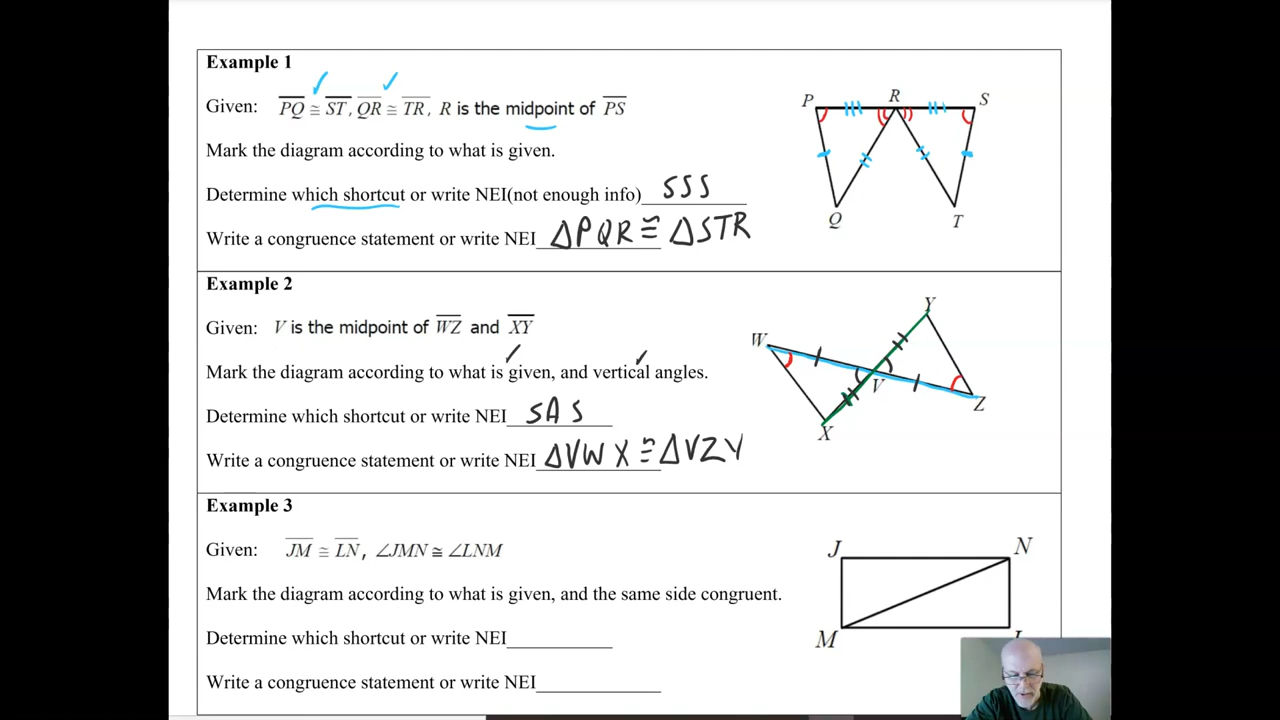 Example 1
Given: PQ ≅ ST, QR ≅ TR, R is the midpoint of PS
Mark the diagram according to what is given.
Determine which shortcut or write NEI(not enough info) SSS
Write a congruence statement or write NEI ΔPQR ≅ ΔSTR
P R S
Q T
Example 2
Given: V is the midpoint of WZ and XY
Mark the diagram according to what is given, and vertical angles.
Determine which shortcut or write NEI SAS
Write a congruence statement or write NEI ΔVWX ≅ ΔVZY
Y
W
V
Z
X
Example 3
Given: JM ≅ LN, ∠JMN ≅ ∠LNM
Mark the diagram according to what is given, and the same side congruent.
Determine which shortcut or write NEI
Write a congruence statement or write NEI
J N
M